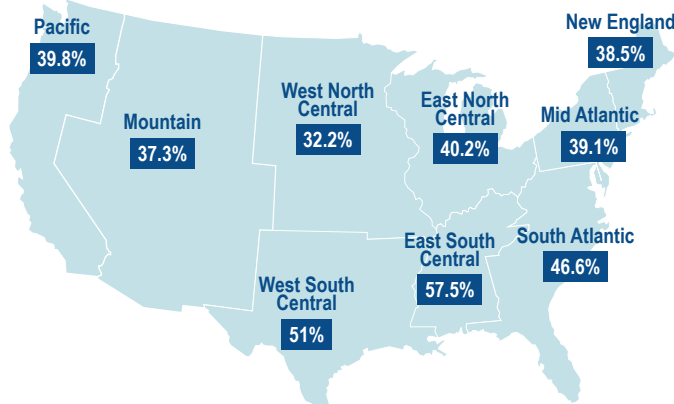 Pacific
39.8%
New England
38.5%
Mountain
37.3%
West North
Central
32.2%
East North
Central
40.2%
Mid Atlantic
39.1%
West South
Central
51%
East South
Central
57.5%
South Atlantic
46.6%